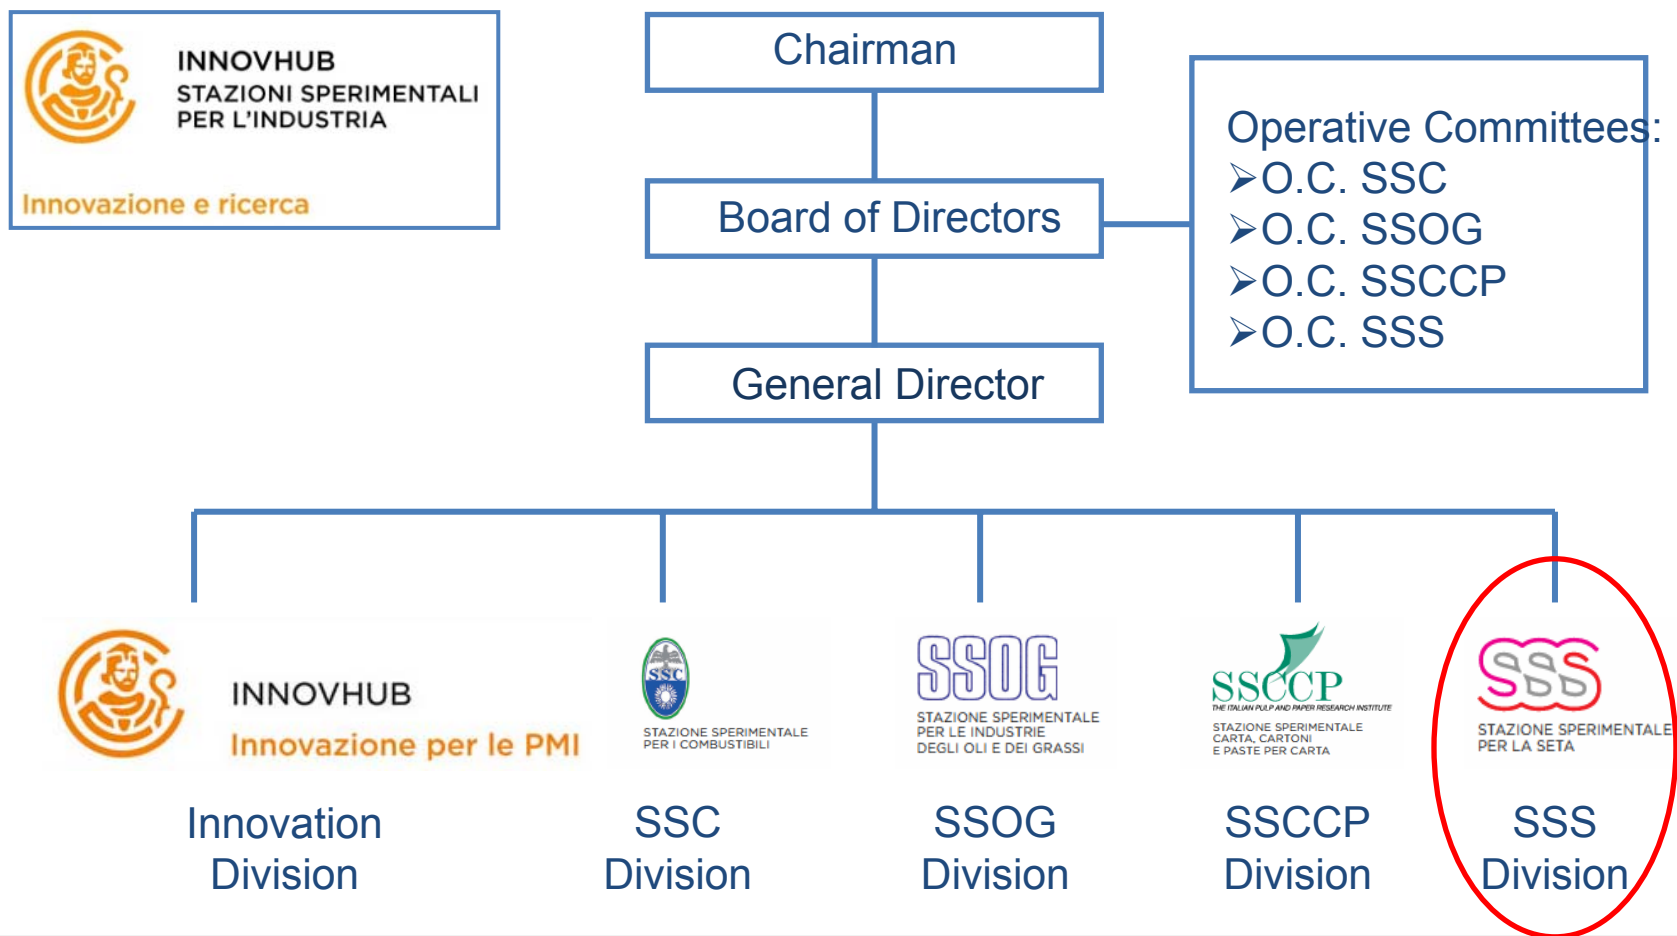 INNOVHUB
STAZIONI SPERIMENTALI
PER L'INDUSTRIA
Innovazione e ricerca
Chairman
Board of Directors
General Director
Operative Committees:
➢O.C. SSC
➢O.C. SSOG
➢O.C. SSCCP
➢O.C. SSS
INNOVHUB
Innovazione per le PMI
Innovation
Division
SSC
STAZIONE SPERIMENTALE
PER I COMBUSTIBILI
SSC
Division
SSOG
STAZIONE SPERIMENTALE
PER LE INDUSTRIE
DEGLI OLI E DEI GRASSI
SSOG
Division
SSCCP
THE ITALIAN PULP AND PAPER RESEARCH INSTITUTE
STAZIONE SPERIMENTALE
CARTA, CARTONI
E PASTE PER CARTA
SSCCP
Division
SSS
STAZIONE SPERIMENTALE
PER LA SETA
SSS
Division